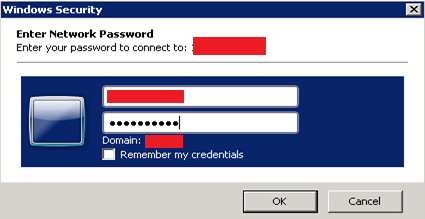 Windows Security
Enter Network Password
Enter your password to connect to:
••••••••••
Domain:
Remember my credentials
OK
Cancel